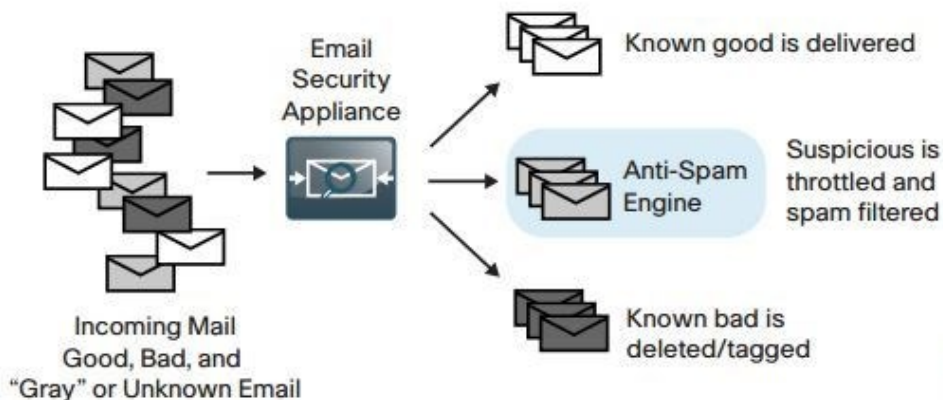 Email
Security
Appliance
Known good is delivered
Anti-Spam
Engine
Suspicious is
throttled and
spam filtered
Known bad is
deleted/tagged
Incoming Mail
Good, Bad, and
“Gray” or Unknown Email